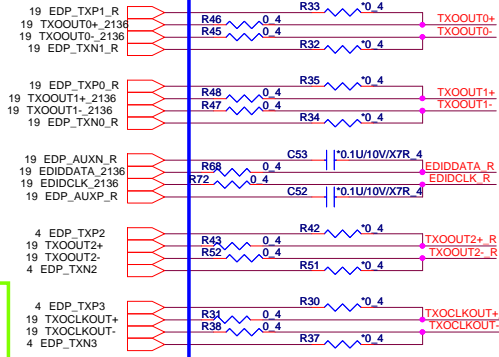 R33 *0_4
19 EDP_TXP1_R
R46 0_4 TXOOUT0+
19 TXOOUT0+_2136
R45 0_4 TXOOUT0-
19 TXOOUT0-_2136
19 EDP_TXN1_R
R32 *0_4
19 EDP_TXP0_R
R35 *0_4
R48 0_4 TXOOUT1+
19 TXOOUT1+_2136
R47 0_4 TXOOUT1-
19 TXOOUT1-_2136
19 EDP_TXN0_R
R34 *0_4
C53 *0.1U/10V/X7R_4
19 EDP_AUXN_R
R68 0_4 EDIDDATA_R
19 EDIDDATA_2136
R72 0_4 EDIDCLK_R
19 EDIDCLK_2136
19 EDP_AUXP_R
C52 *0.1U/10V/X7R_4
R42 *0_4
4 EDP_TXP2
R43 0_4 TXOOUT2+_R
19 TXOOUT2+
R52 0_4 TXOOUT2-_R
19 TXOOUT2-
4 EDP_TXN2
R51 *0_4
R30 *0_4
4 EDP_TXP3
R31 0_4 TXOCLKOUT+
19 TXOCLKOUT+
R38 0_4 TXOCLKOUT-
19 TXOCLKOUT-
4 EDP_TXN3
R37 *0_4